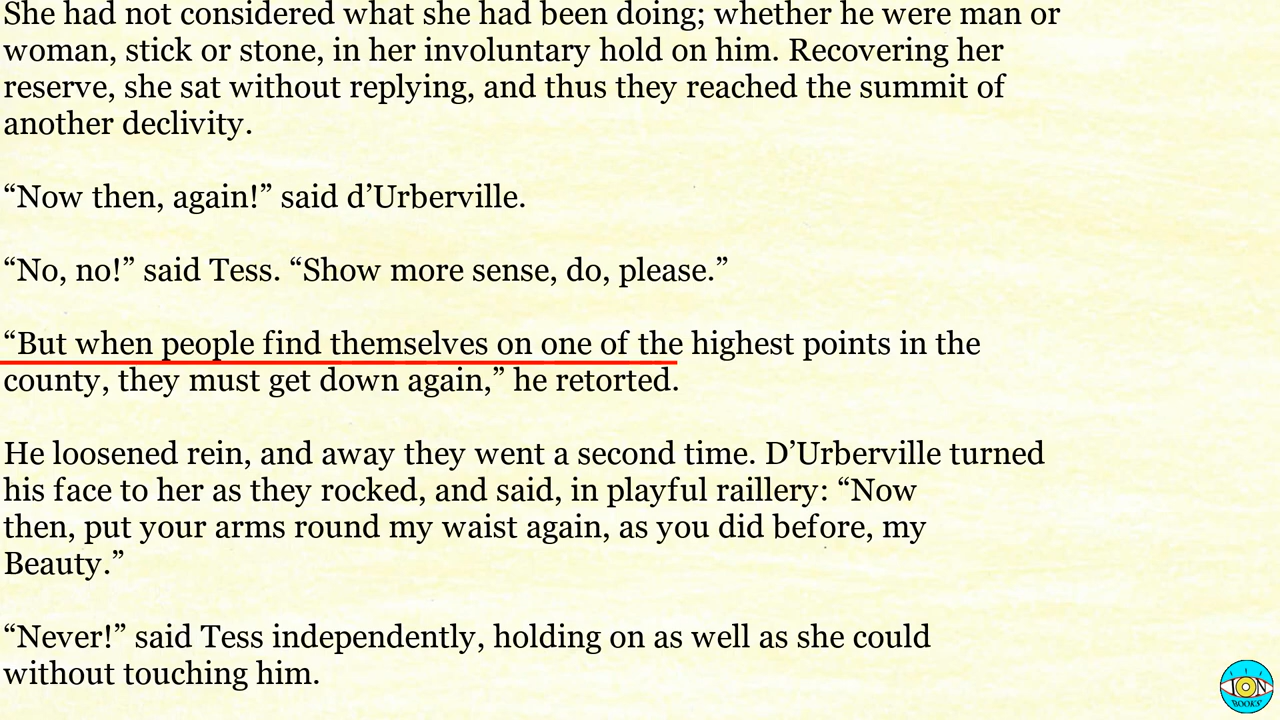 She had not considered what she had been doing; whether he were man or
woman, stick or stone, in her involuntary hold on him. Recovering her
reserve, she sat without replying, and thus they reached the summit of
another declivity.
“Now then, again!” said d’Urberville.
“No, no!” said Tess. “Show more sense, do, please.”
“But when people find themselves on one of the highest points in the
county, they must get down again,” he retorted.
He loosened rein, and away they went a second time. D’Urberville turned
his face to her as they rocked, and said, in playful raillery: “Now
then, put your arms round my waist again, as you did before, my
Beauty.”
“Never!” said Tess independently, holding on as well as she could
without touching him.
ION
BOOKS